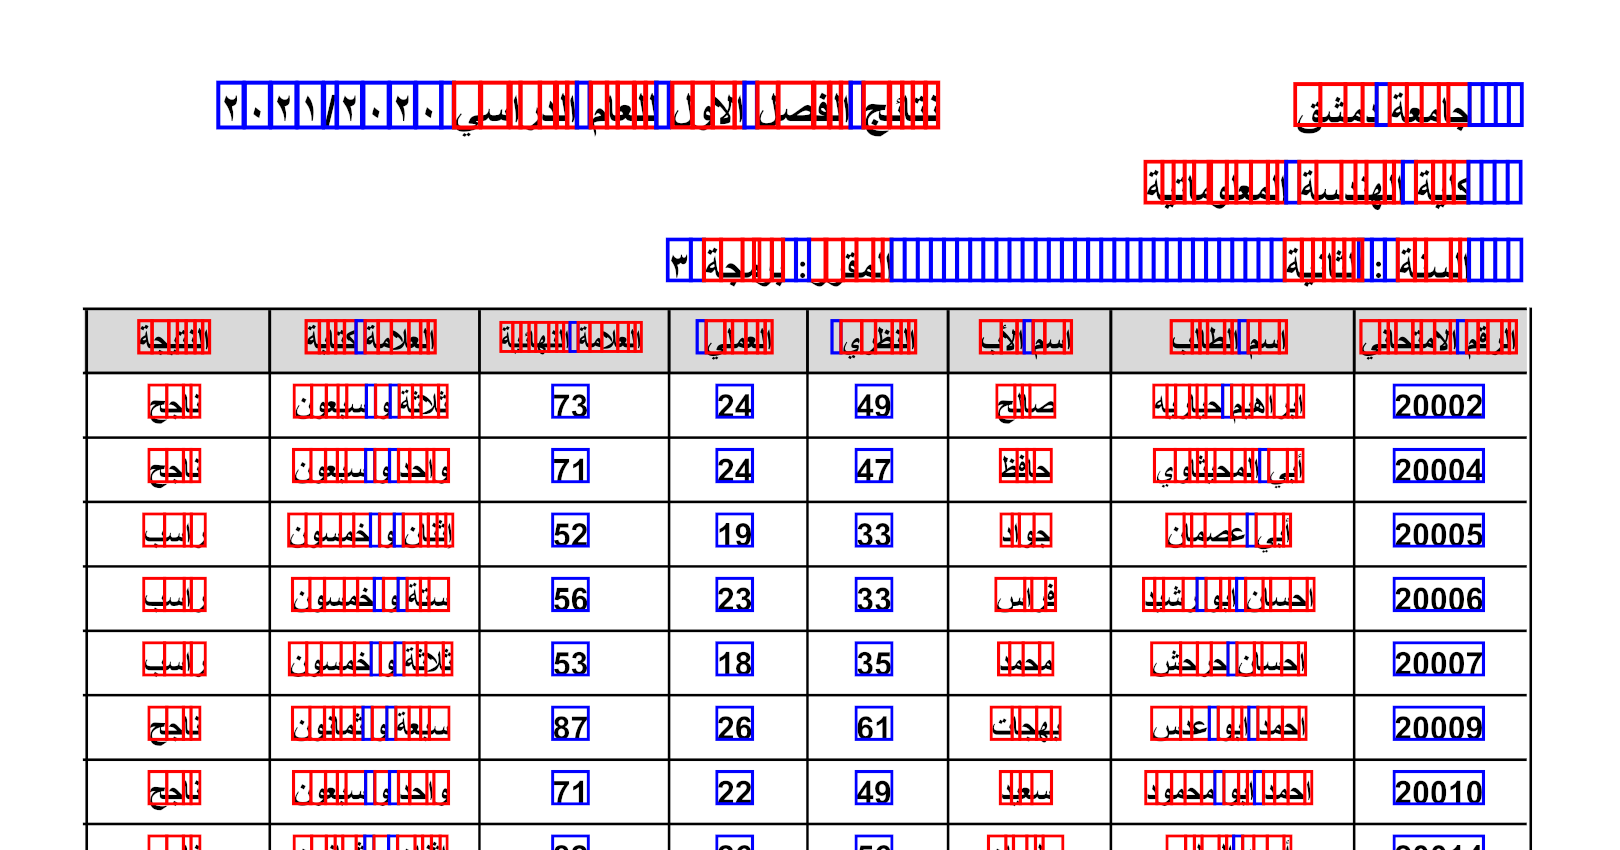 جامعة دمشق نتائج الفصل الاول للعام الدراسي ٢٠٢١/٢٠٢٠
كلية الهندسة المعلوماتية
السنة : الثانية المقرر : برمجة ٣
الرقم الامتحاني اسم الطالب اسم الأب النظري العملي العلامة النهائية العلامة كتابة النتيجة
20002 ابراهيم جباريه صالح 49 24 73 ثلاثة و سبعون ناجح
20004 أبي المحيثاوي حافظ 47 24 71 واحد و سبعون ناجح
20005 أبي عصمان جواد 33 19 52 اثنان و خمسون راسب
20006 احسان ابو رشيد فراس 33 23 56 ستة و خمسون راسب
20007 احسان حرحش محمد 35 18 53 ثلاثة و خمسون راسب
20009 احمد ابو عدس بهجات 61 26 87 سبعة و ثمانون ناجح
20010 احمد ابو محمود سعيد 49 22 71 واحد و سبعون ناجح